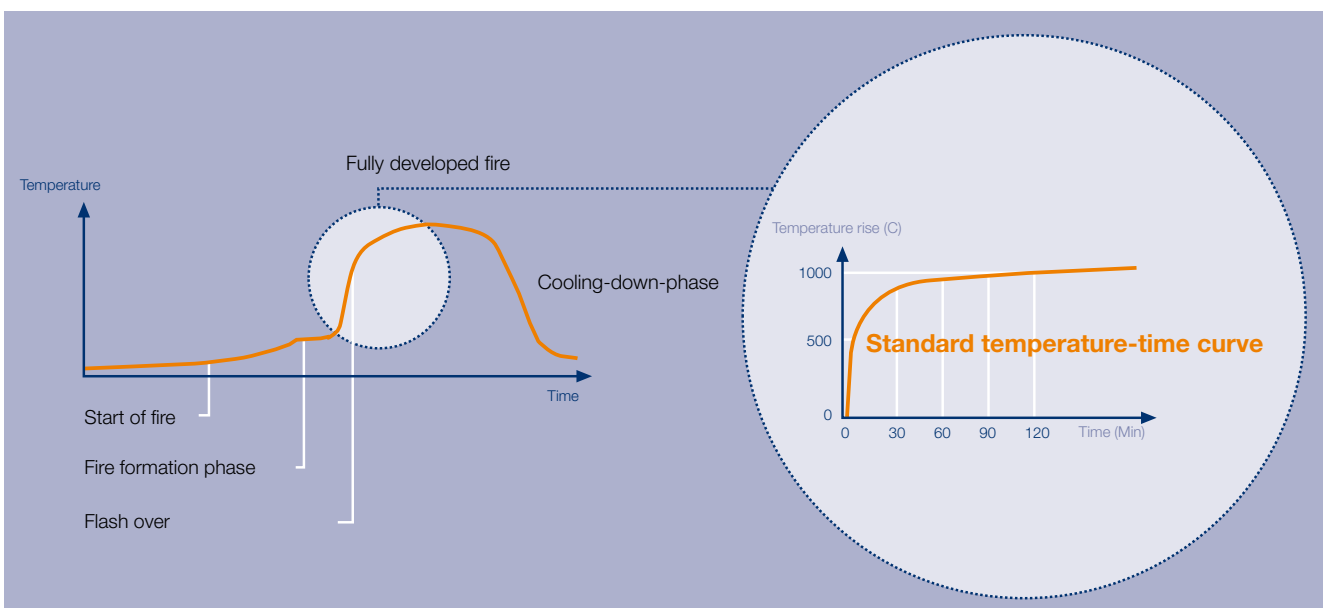 Fully developed fire
Temperature
Cooling-down-phase
Time
Start of fire
Fire formation phase
Flash over
Temperature rise (C)
1000
500
Standard temperature-time curve
0
0 30 60 90 120 Time (Min)